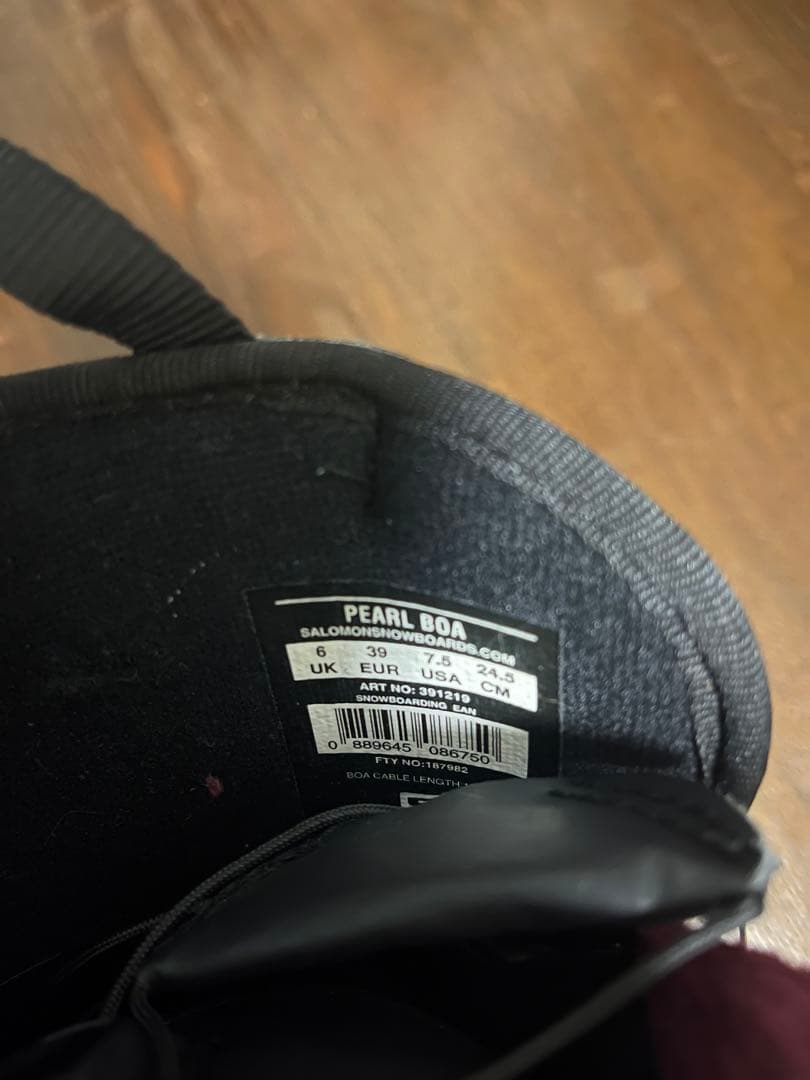 PEARL BOA
SALOMONSNOWBOARDS.COM
6 39 7.5 24.5
UK EUR USA CM
ART NO: 391219
SNOWBOARDING EAN
0 889645 086750
FTY NO:187982
BOA CABLE LENGTH